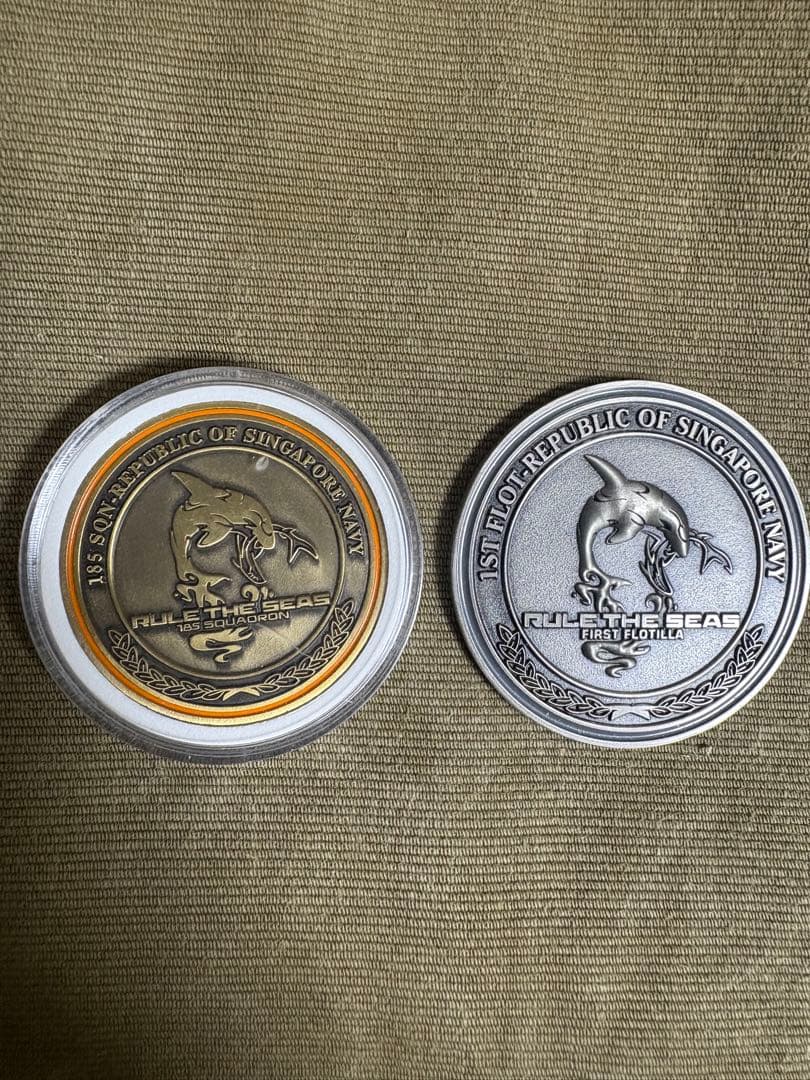 185 SQN-REPUBLIC OF SINGAPORE NAVY
RULE THE SEAS
185 SQUADRON
1ST FLOT-REPUBLIC OF SINGAPORE NAVY
RULE THE SEAS
FIRST FLOTILLA